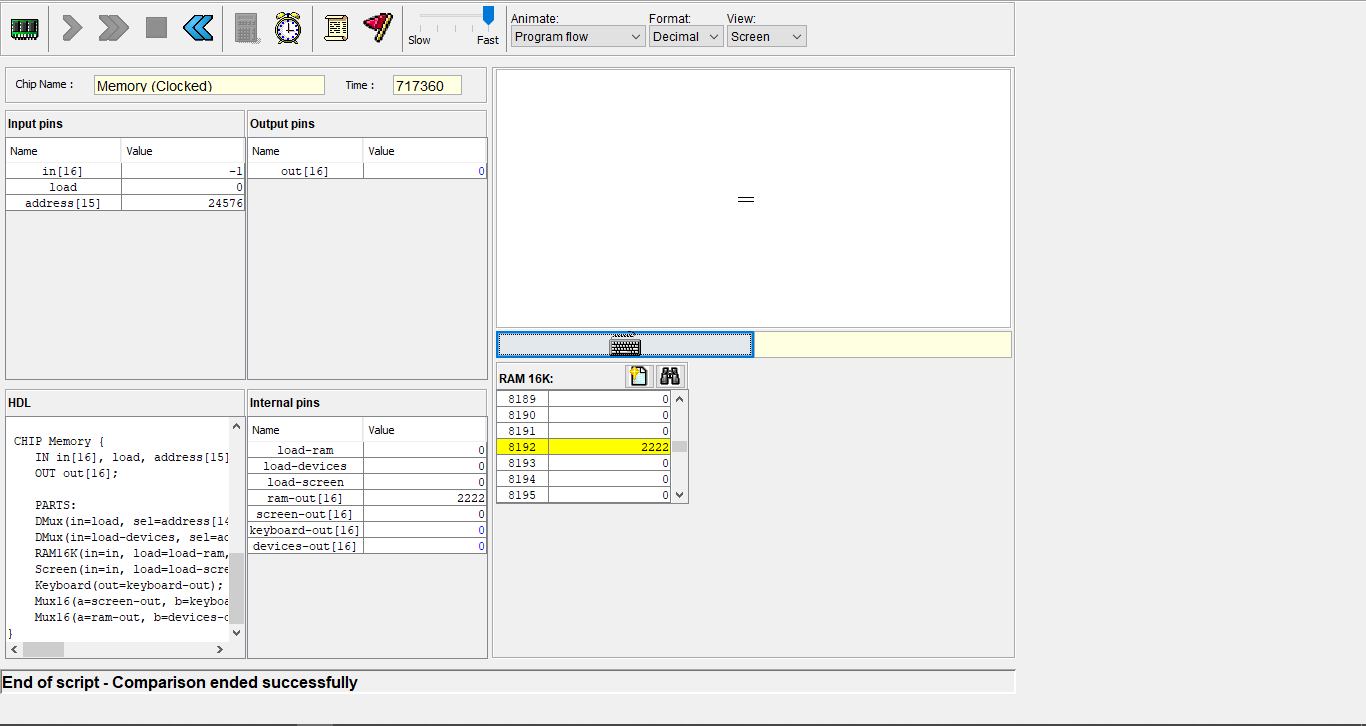 Slow Fast
Animate: Format: View:
Program flow Decimal Screen
Chip Name : Memory (Clocked) Time : 717360
Input pins
Name Value
in[16] -1
load 0
address[15] 24576
Output pins
Name Value
out[16] 0
HDL
CHIP Memory {
IN in[16], load, address[15]
OUT out[16];
PARTS:
DMux(in=load, sel=address[14
DMux(in=load-devices, sel=ad
RAM16K(in=in, load=load-ram,
Screen(in=in, load=load-scre
Keyboard(out=keyboard-out);
Mux16(a=screen-out, b=keyboa
Mux16(a=ram-out, b=devices-o
}
Internal pins
Name Value
load-ram 0
load-devices 0
load-screen 0
ram-out[16] 2222
screen-out[16] 0
keyboard-out[16] 0
devices-out[16] 0
RAM 16K:
8189 0
8190 0
8191 0
8192 2222
8193 0
8194 0
8195 0
End of script - Comparison ended successfully